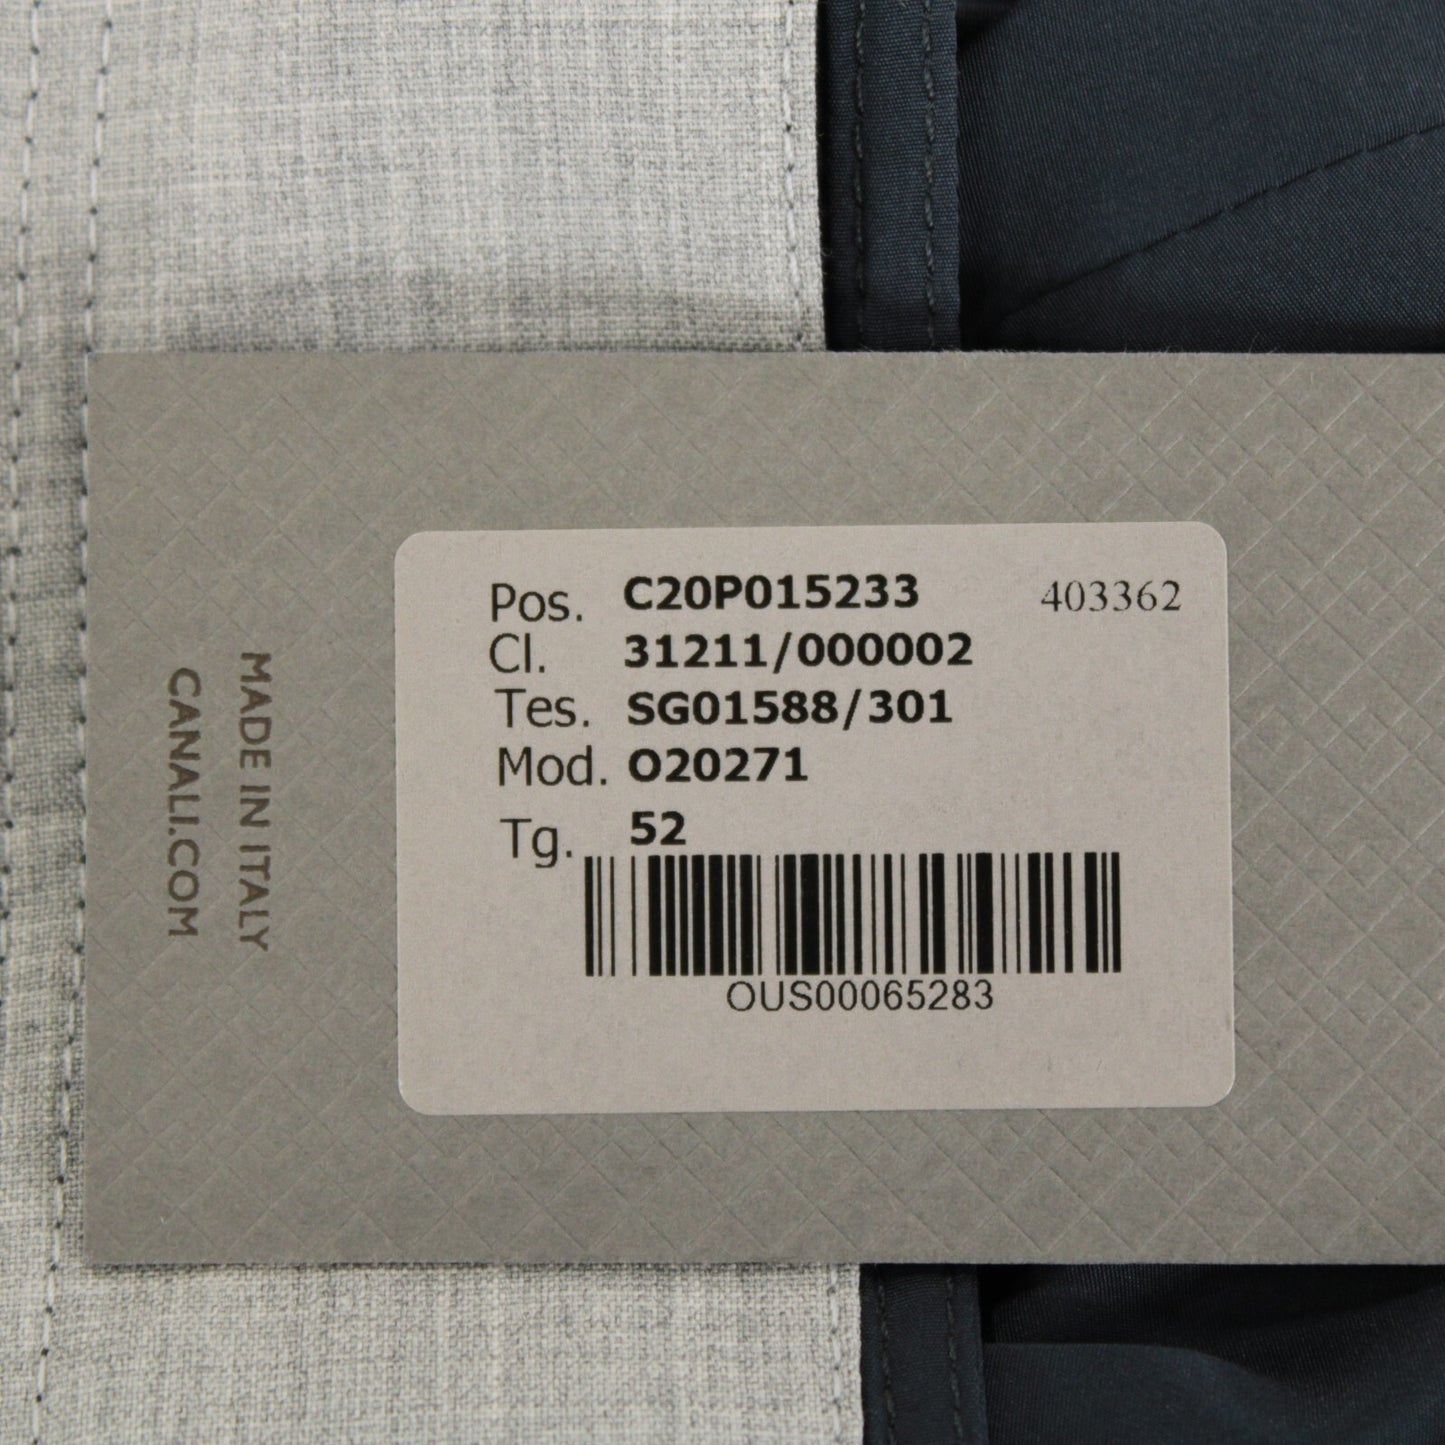 MADE IN ITALY
CANALI.COM
Pos. C20P015233 403362
Cl. 31211/000002
Tes. SG01588/301
Mod. O20271
Tg. 52
OUS00065283